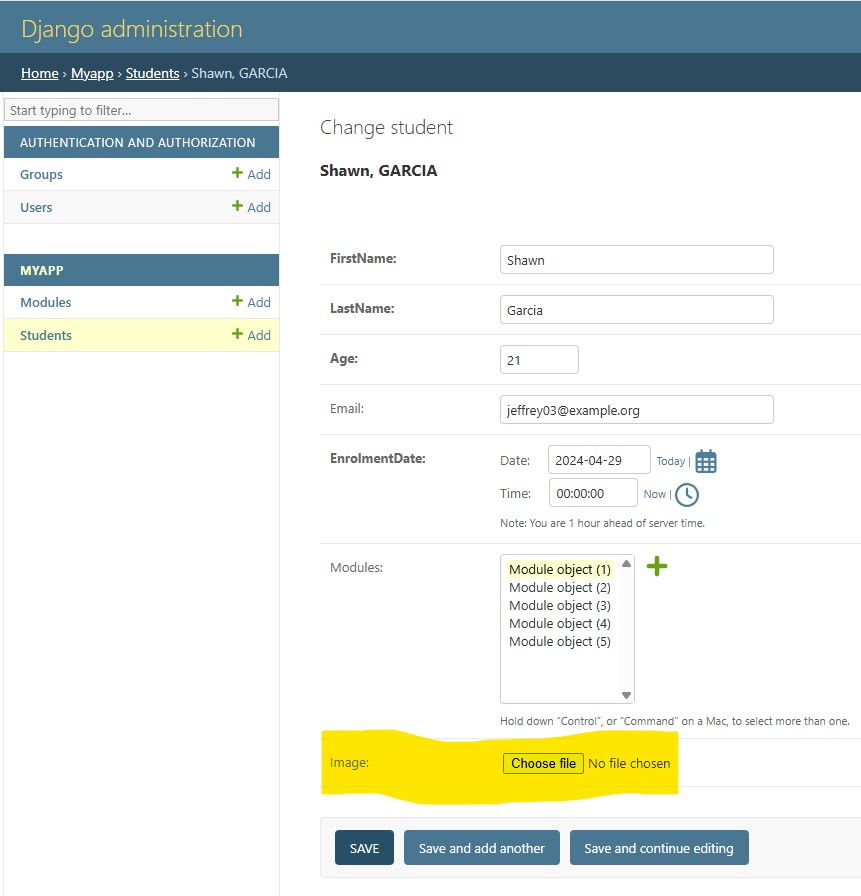 Django administration
Home › Myapp › Students › Shawn, GARCIA
Start typing to filter...
AUTHENTICATION AND AUTHORIZATION
Groups + Add
Users + Add
MYAPP
Modules + Add
Students + Add
Change student
Shawn, GARCIA
FirstName: Shawn
LastName: Garcia
Age: 21
Email: jeffrey03@example.org
EnrolmentDate: Date: 2024-04-29 Today |
Time: 00:00:00 Now |
Note: You are 1 hour ahead of server time.
Modules: Module object (1)
Module object (2)
Module object (3)
Module object (4)
Module object (5)
Hold down “Control”, or “Command” on a Mac, to select more than one.
Image: Choose file No file chosen
SAVE Save and add another Save and continue editing